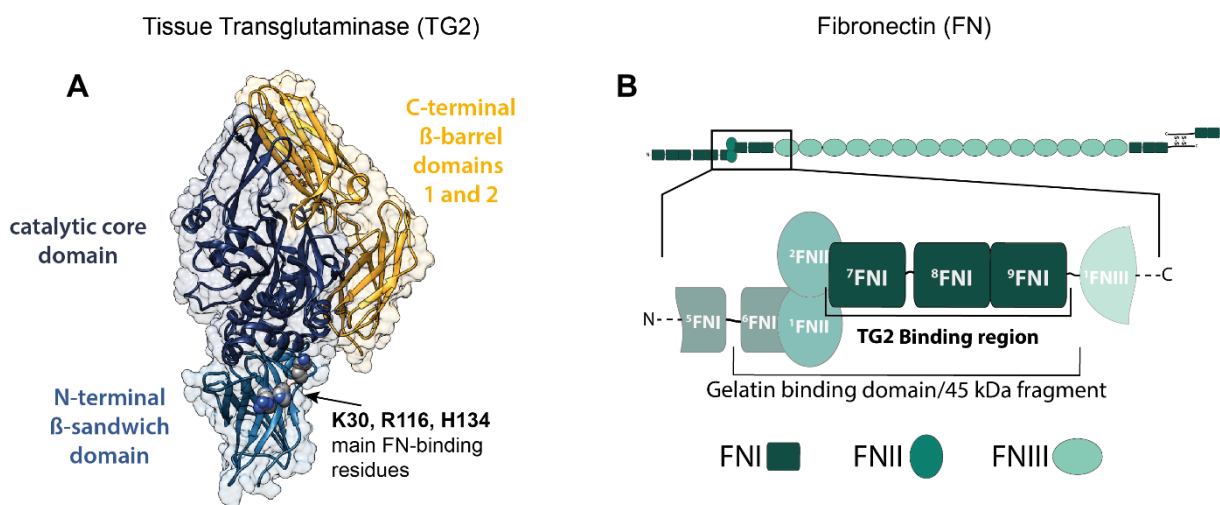 Tissue Transglutaminase (TG2)
Fibronectin (FN)
A
C-terminal
ß-barrel
domains
1 and 2
catalytic core
domain
N-terminal
ß-sandwich
domain
K30, R116, H134
main FN-binding
residues
B
²FNII
⁷FNI
⁸FNI
⁹FNI
¹FNIII
C
N
⁵FNI
⁶FNI
¹FNII
TG2 Binding region
Gelatin binding domain/45 kDa fragment
FNI
FNII
FNIII